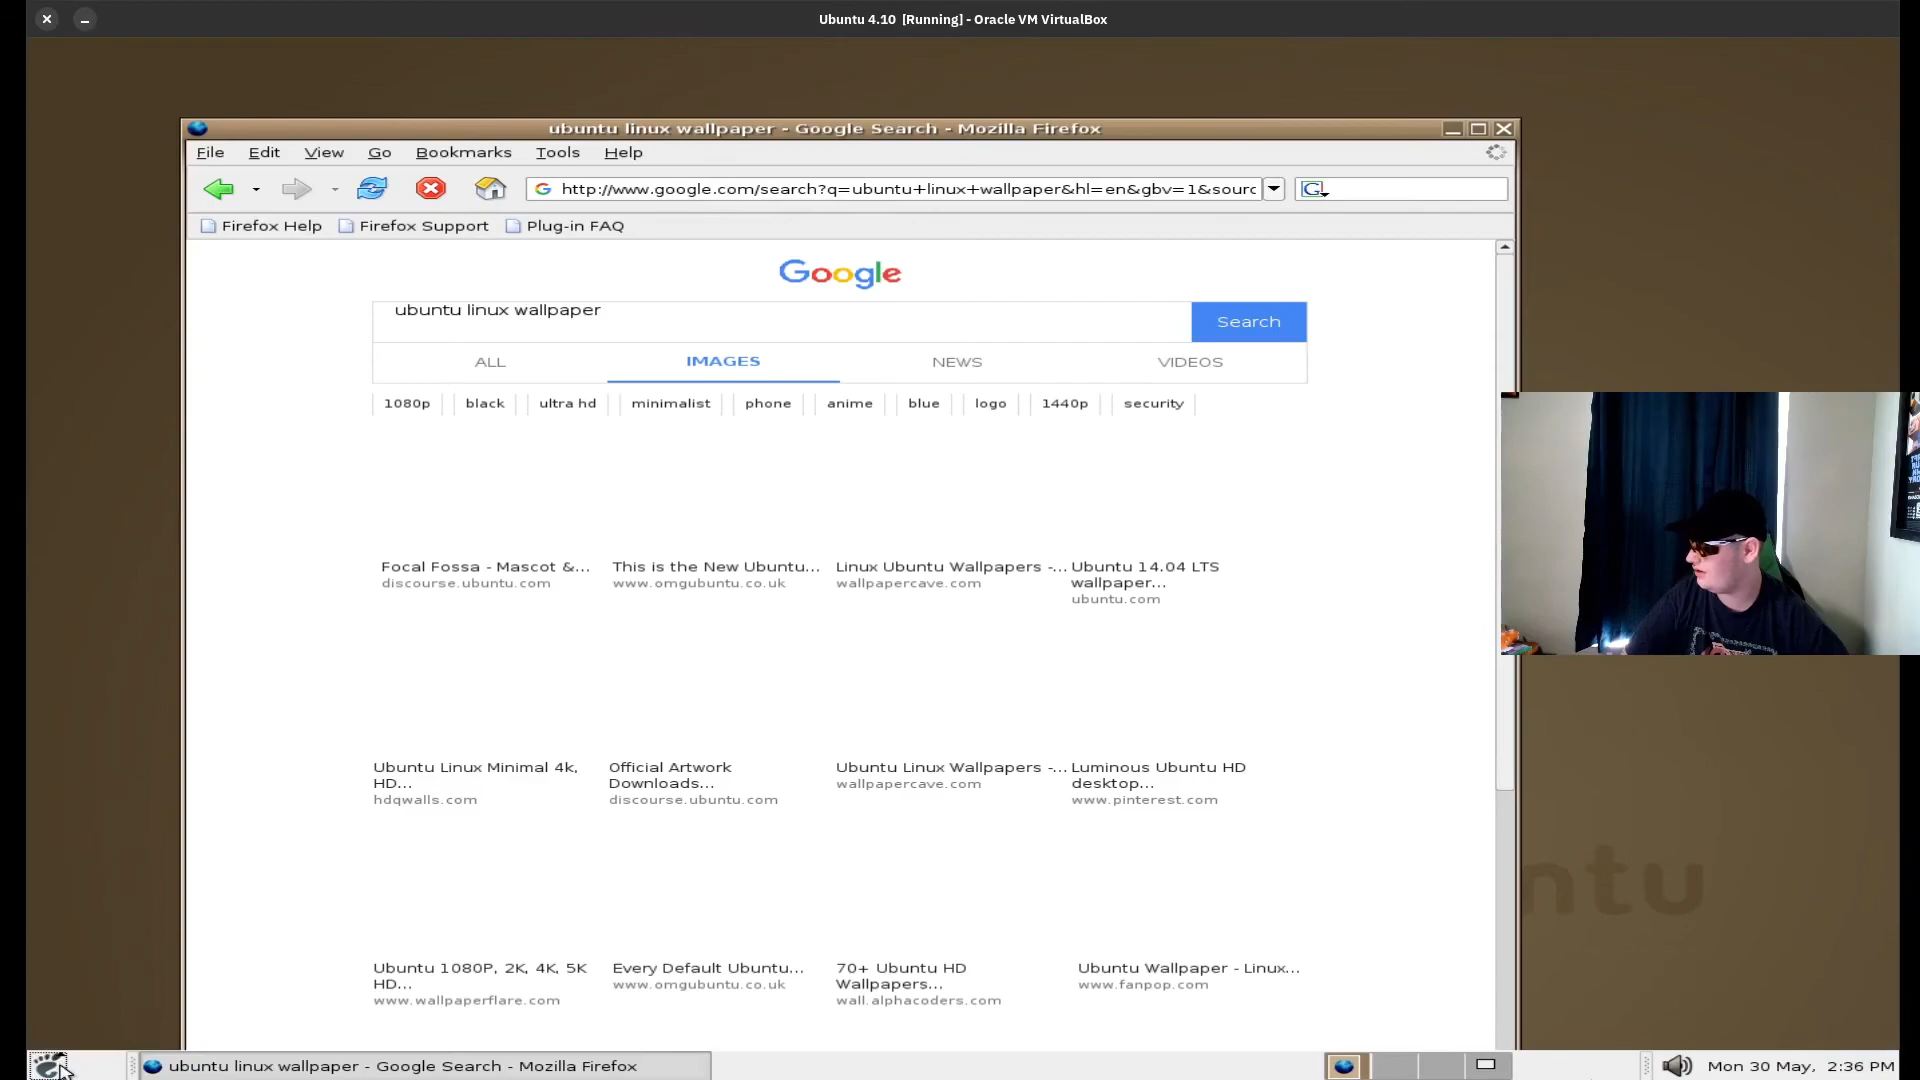 Ubuntu 4.10 [Running] - Oracle VM VirtualBox
ubuntu linux wallpaper - Google Search - Mozilla Firefox
File Edit View Go Bookmarks Tools Help
http://www.google.com/search?q=ubuntu+linux+wallpaper&hl=en&gbv=1&sourc
Firefox Help Firefox Support Plug-in FAQ
Google
ubuntu linux wallpaper Search
ALL IMAGES NEWS VIDEOS
1080p black ultra hd minimalist phone anime blue logo 1440p security
Focal Fossa - Mascot &... This is the New Ubuntu... Linux Ubuntu Wallpapers -... Ubuntu 14.04 LTS
discourse.ubuntu.com www.omgubuntu.co.uk wallpapercave.com wallpaper...
ubuntu.com
Ubuntu Linux Minimal 4k, Official Artwork Ubuntu Linux Wallpapers -... Luminous Ubuntu HD
HD... Downloads... wallpapercave.com desktop...
hdqwalls.com discourse.ubuntu.com www.pinterest.com
ntu
Ubuntu 1080P, 2K, 4K, 5K Every Default Ubuntu... 70+ Ubuntu HD Ubuntu Wallpaper - Linux...
HD... www.omgubuntu.co.uk Wallpapers... www.fanpop.com
www.wallpaperflare.com wall.alphacoders.com
ubuntu linux wallpaper - Google Search - Mozilla Firefox Mon 30 May, 2:36 PM